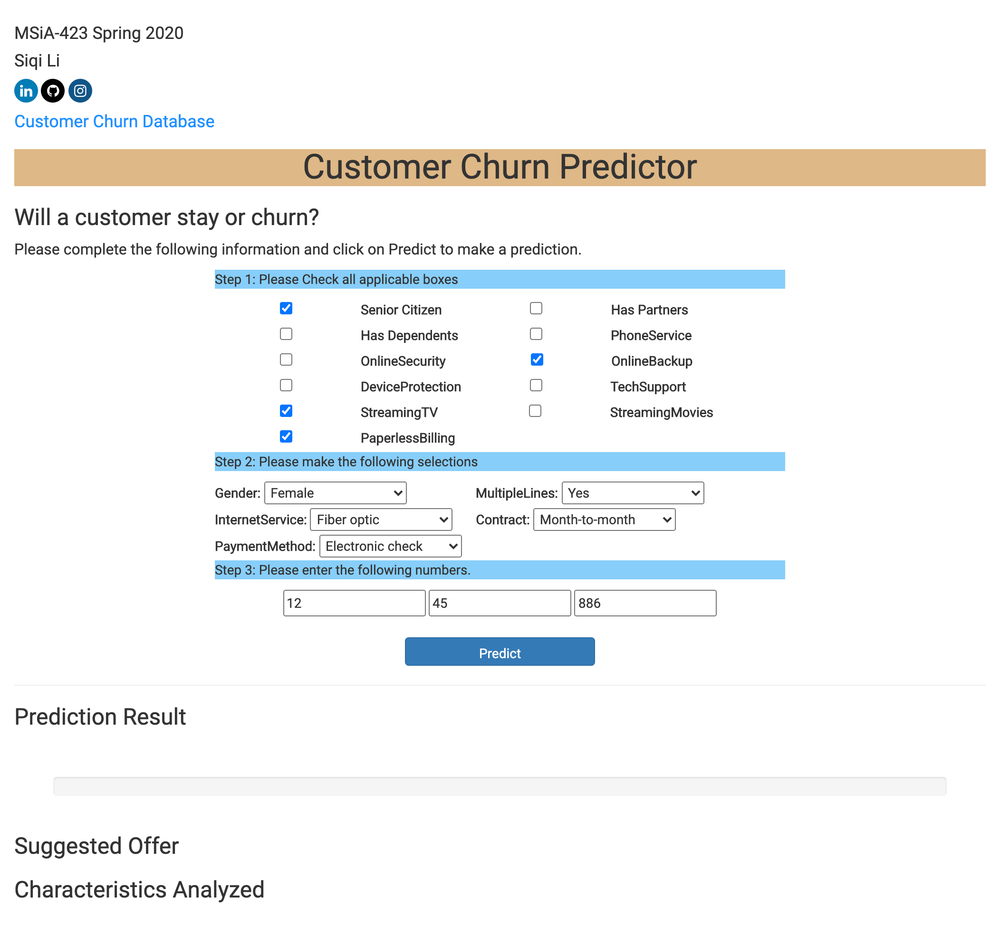 MSiA-423 Spring 2020
Siqi Li
in
Customer Churn Database
Customer Churn Predictor
Will a customer stay or churn?
Please complete the following information and click on Predict to make a prediction.
Step 1: Please Check all applicable boxes
Senior Citizen Has Partners
Has Dependents PhoneService
OnlineSecurity OnlineBackup
DeviceProtection TechSupport
StreamingTV StreamingMovies
PaperlessBilling
Step 2: Please make the following selections
Gender: Female MultipleLines: Yes
InternetService: Fiber optic Contract: Month-to-month
PaymentMethod: Electronic check
Step 3: Please enter the following numbers.
12 45 886
Predict
Prediction Result
Suggested Offer
Characteristics Analyzed